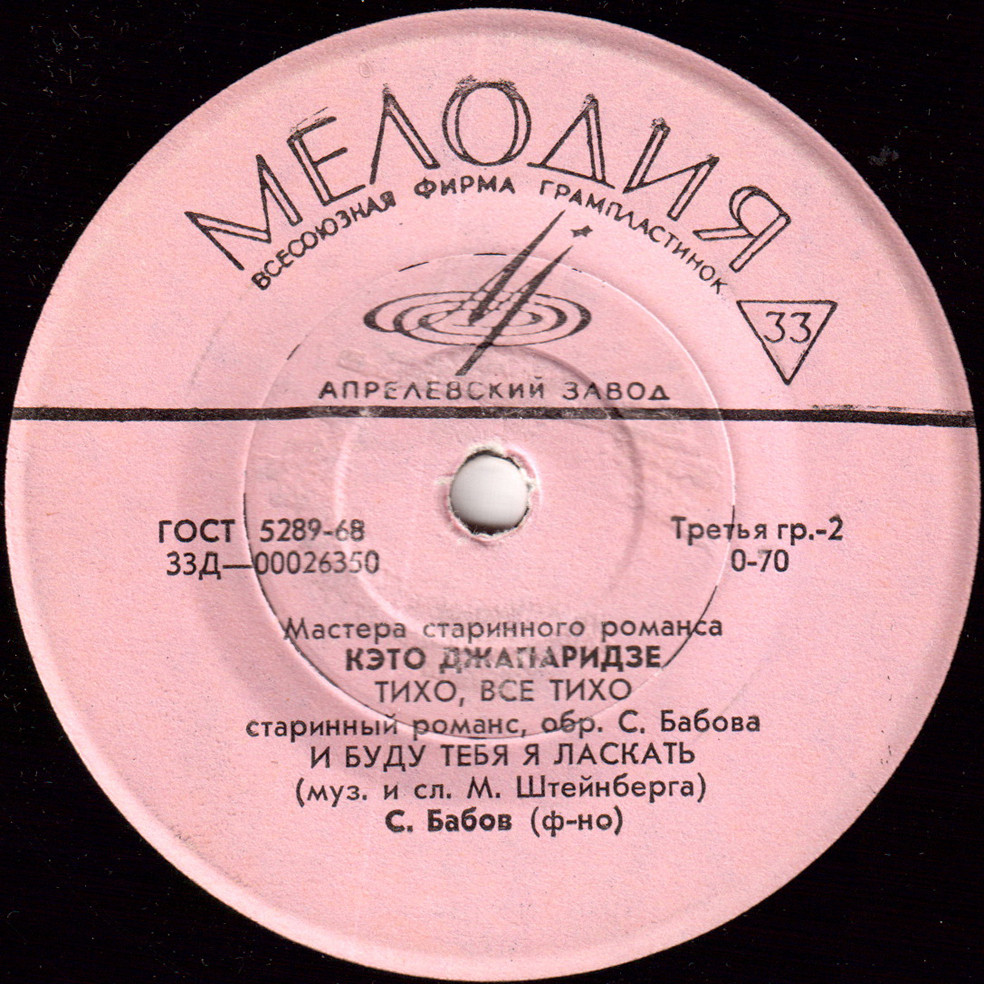 МЕЛОДИЯ
ВСЕСОЮЗНАЯ ФИРМА ГРАМПЛАСТИНОК
33
АПРЕЛЕВСКИЙ ЗАВОД
ГОСТ 5289-68
33Д—00026350
Третья гр.-2
0-70
Мастера старинного романса
КЭТО ДЖАПАРИДЗЕ
ТИХО, ВСЕ ТИХО
старинный романс, обр. С. Бабова
И БУДУ ТЕБЯ Я ЛАСКАТЬ
(муз. и сл. М. Штейнберга)
С. Бабов (ф-но)